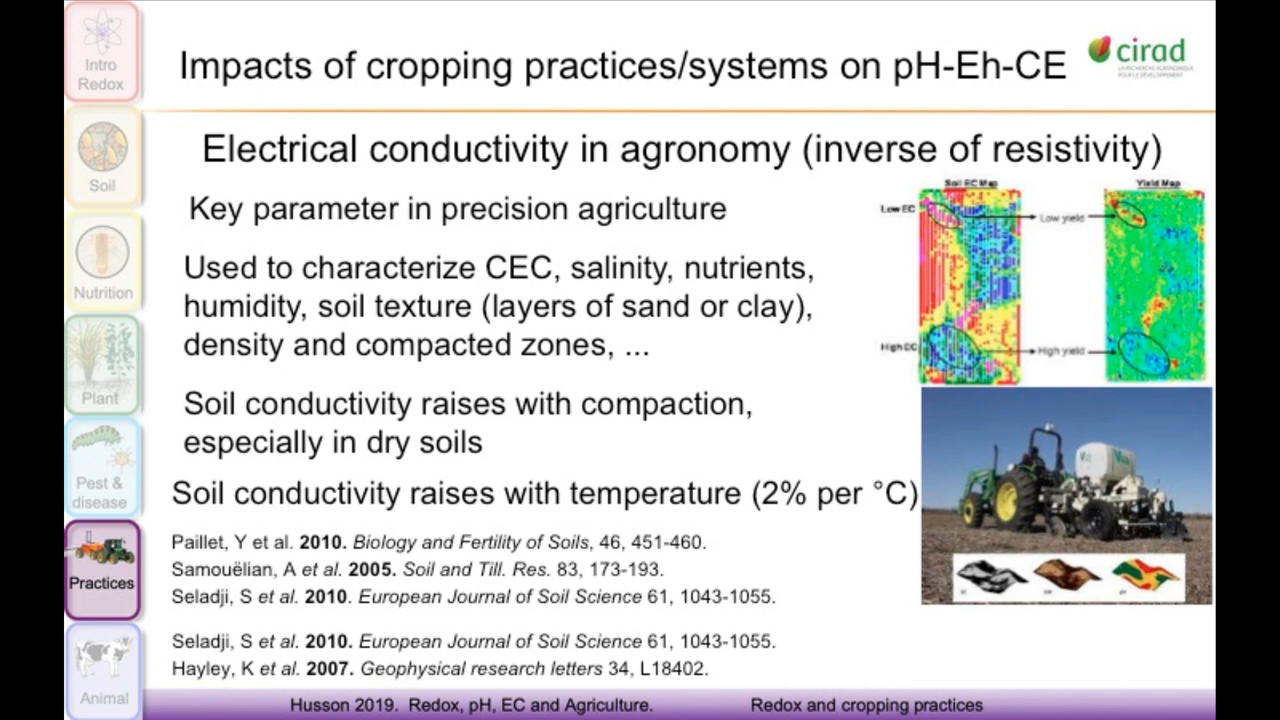 Intro
Redox
Soil
Nutrition
Plant
Pest &
disease
Practices
Animal
Impacts of cropping practices/systems on pH-Eh-CE
cirad
LA RECHERCHE AGRONOMIQUE
POUR LE DÉVELOPPEMENT
Electrical conductivity in agronomy (inverse of resistivity)
Key parameter in precision agriculture
Used to characterize CEC, salinity, nutrients,
humidity, soil texture (layers of sand or clay),
density and compacted zones, ...
Soil conductivity raises with compaction,
especially in dry soils
Soil conductivity raises with temperature (2% per °C)
Soil EC Map
Yield Map
Low EC
Low yield
High EC
High yield
Paillet, Y et al. 2010. Biology and Fertility of Soils, 46, 451-460.
Samouëlian, A et al. 2005. Soil and Till. Res. 83, 173-193.
Seladji, S et al. 2010. European Journal of Soil Science 61, 1043-1055.
Seladji, S et al. 2010. European Journal of Soil Science 61, 1043-1055.
Hayley, K et al. 2007. Geophysical research letters 34, L18402.
Husson 2019. Redox, pH, EC and Agriculture.
Redox and cropping practices